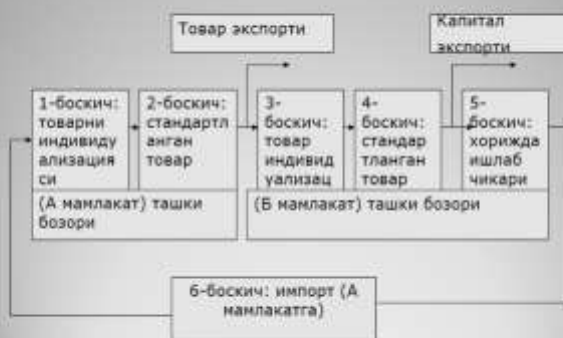 Товар экспорти
Капитал
экспорти
1-боскич:
товарни
индивиду
ализация
си
2-боскич:
стандартл
анган
товар
3-
боскич:
товар
индивид
уализац
4-
боскич:
стандар
тланган
товар
5-
боскич:
хорижда
ишлаб
чикари
(А мамлакат) ташки
бозори
(Б мамлакат) ташки бозори
6-боскич: импорт (А
мамлакатга)